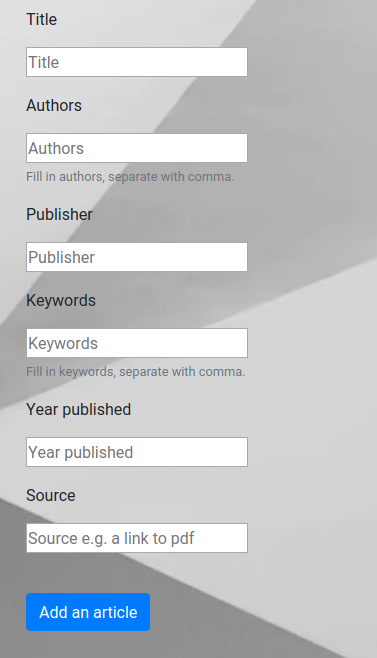 Title
Title
Authors
Authors
Fill in authors, separate with comma.
Publisher
Publisher
Keywords
Keywords
Fill in keywords, separate with comma.
Year published
Year published
Source
Source e.g. a link to pdf
Add an article